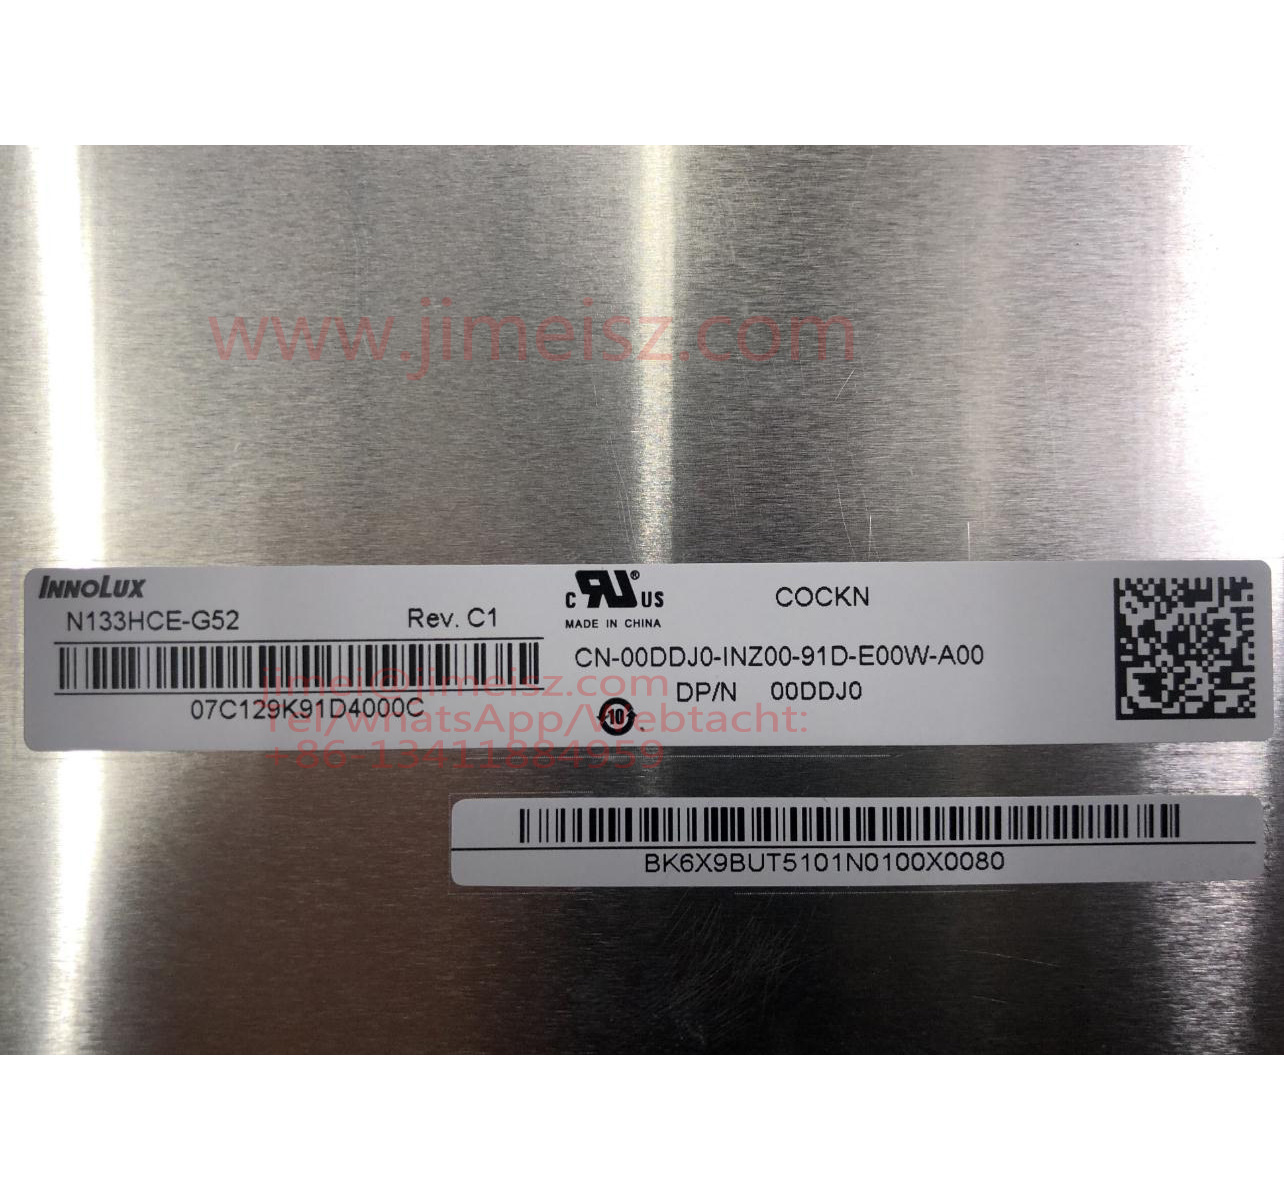 www.jimeisz.com
INNOLUX
N133HCE-G52 Rev. C1
07C129K91D4000C
C UL® US
MADE IN CHINA
COCKN
CN-00DDJ0-INZ00-91D-E00W-A00
DP/N 00DDJ0
10
jimei@jimeisz.com
Tel/whatsApp/Webtacht:
+86-13411884959
BK6X9BUT5101N0100X0080